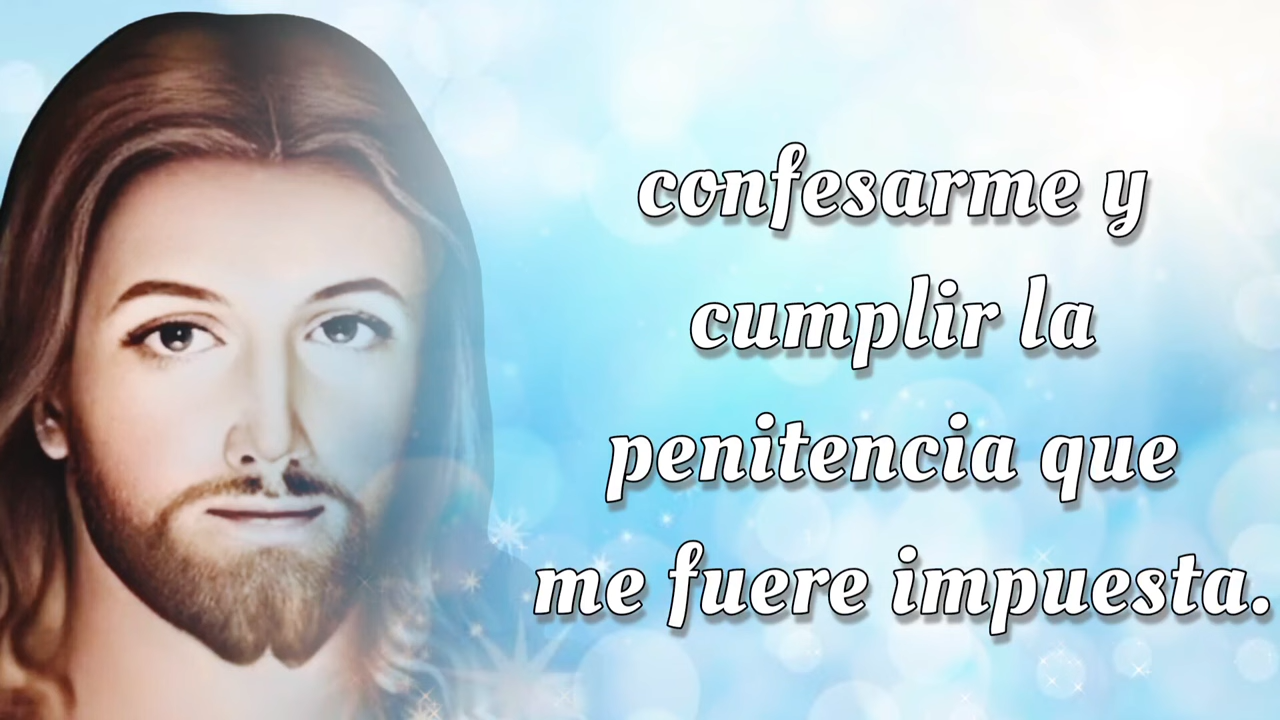 confesarme y
cumplir la
penitencia que
me fuere impuesta.